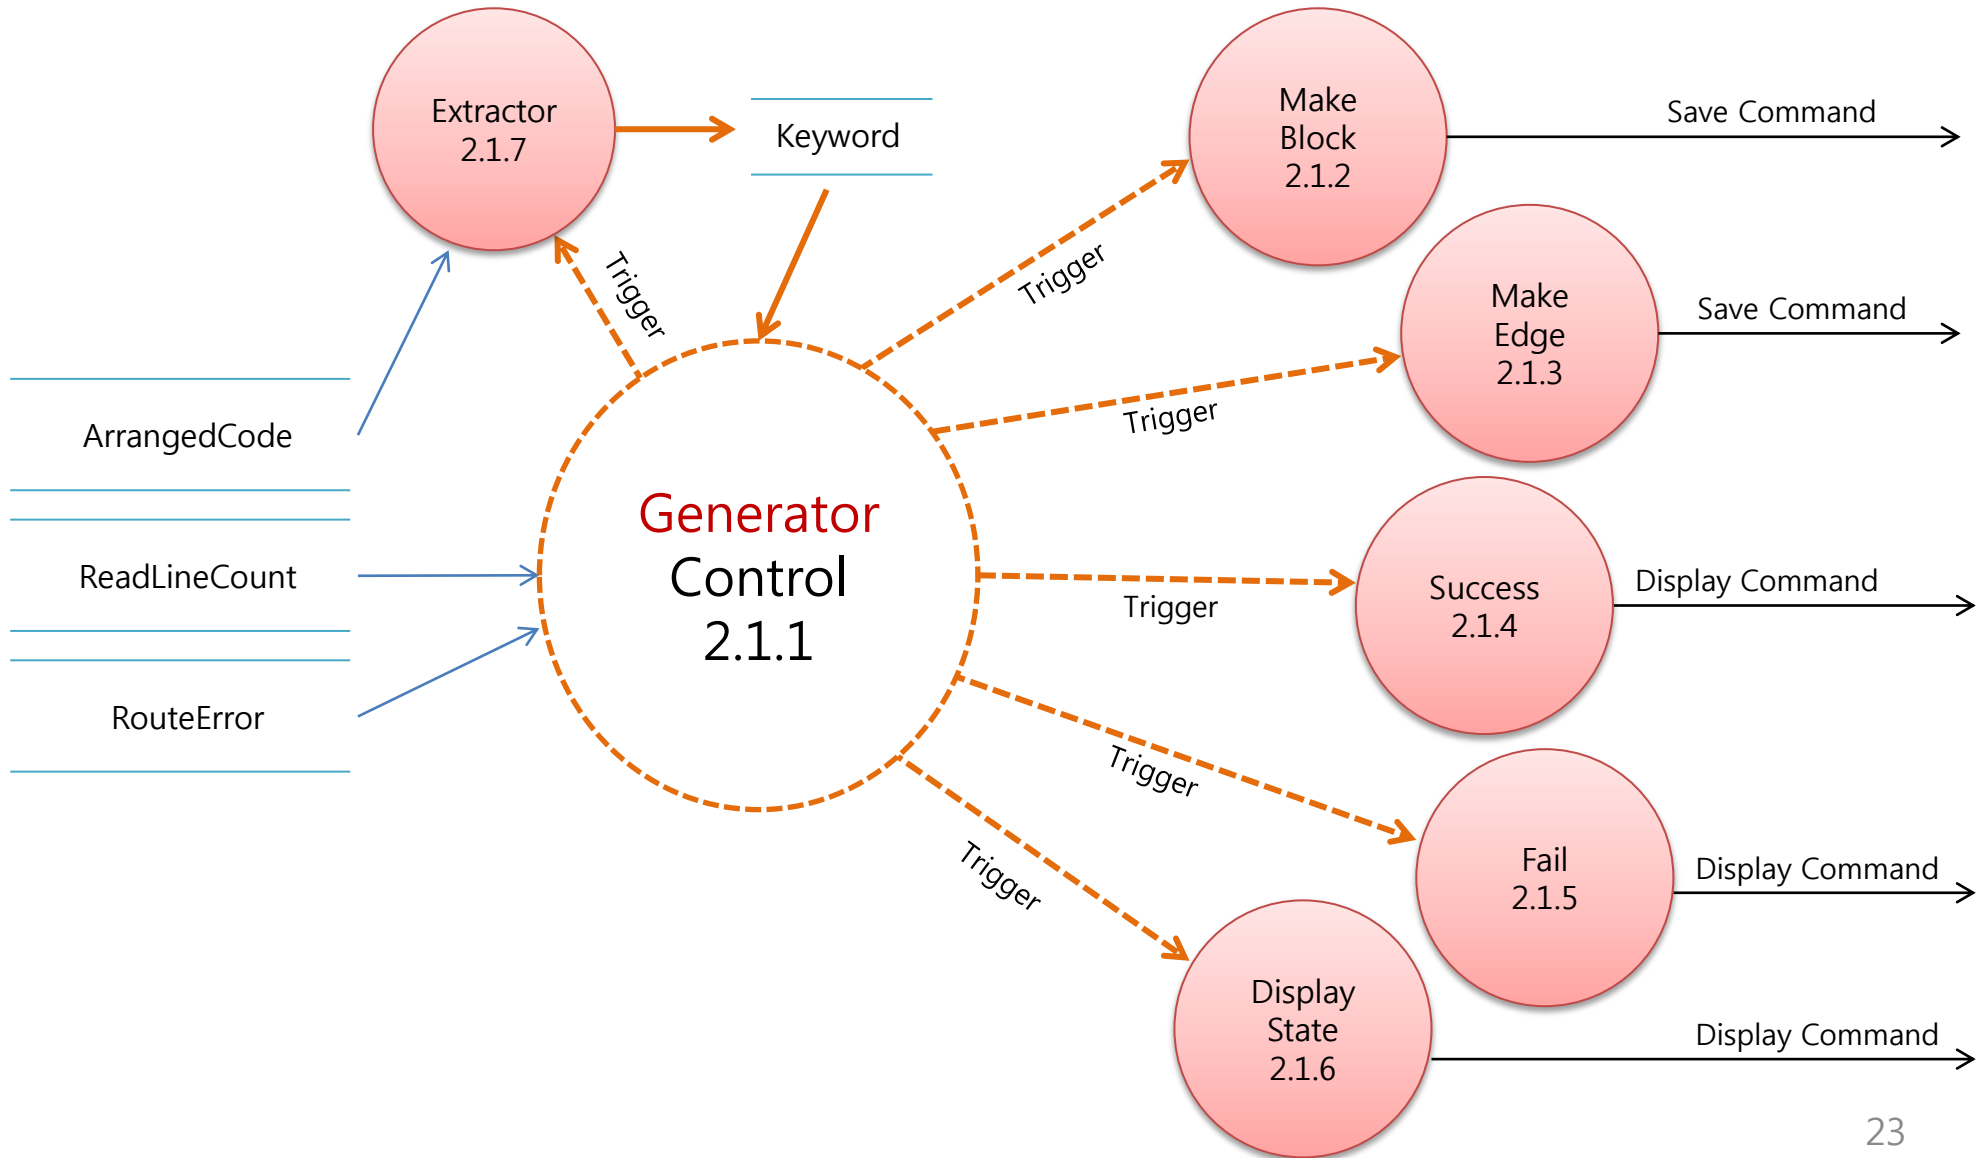 Extractor
2.1.7
Keyword
Make
Block
2.1.2
Save Command
Trigger
Trigger
Make
Edge
2.1.3
Save Command
Trigger
ArrangedCode
ReadLineCount
RouteError
Generator
Control
2.1.1
Trigger
Success
2.1.4
Display Command
Trigger
Fail
2.1.5
Display Command
Trigger
Display
State
2.1.6
Display Command
23